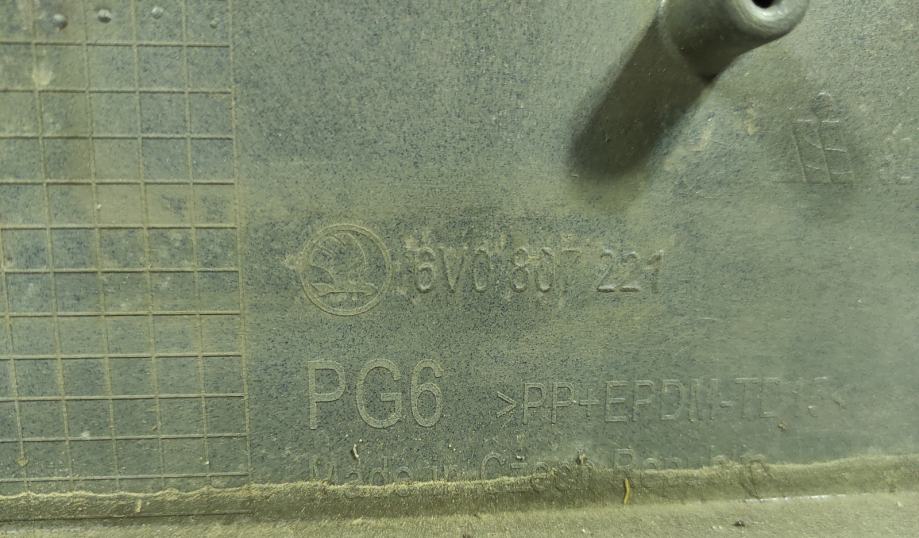 6V0 807 221
PG6 >PP+EPDM-TD15<
Made in Czech Republic